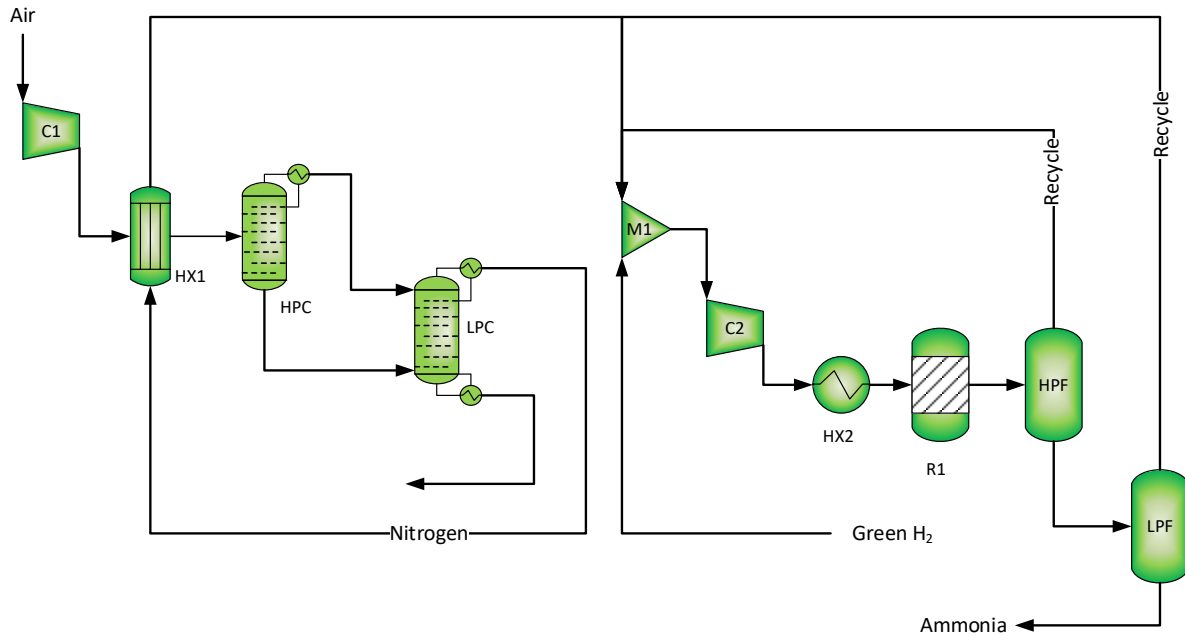 Air
C1
HX1
HPC
LPC
Nitrogen
M1
C2
HX2
R1
HPF
LPF
Recycle
Recycle
Green H₂
Ammonia